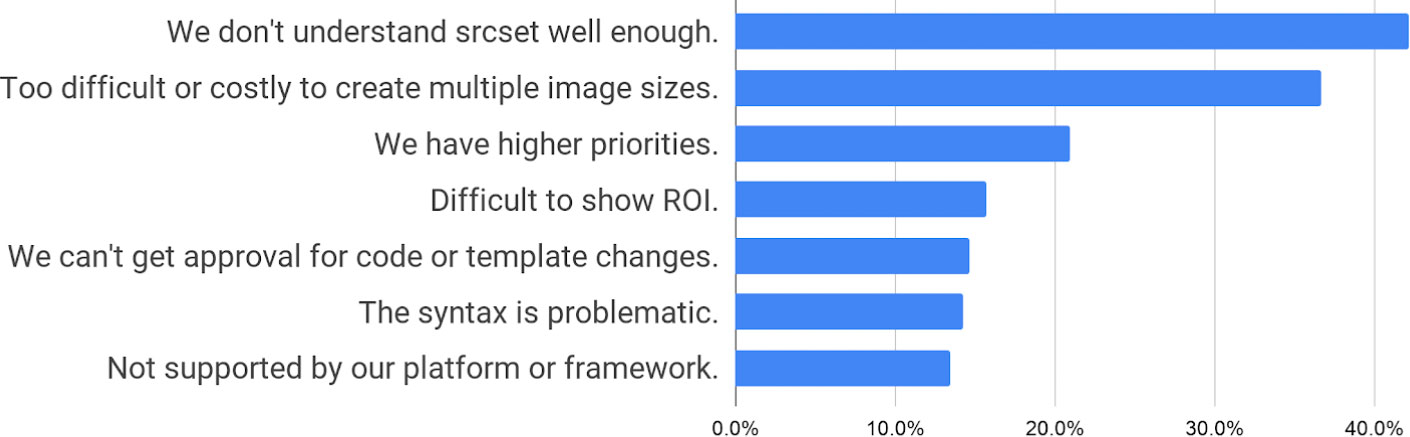 We don't understand srcset well enough.
Too difficult or costly to create multiple image sizes.
We have higher priorities.
Difficult to show ROI.
We can't get approval for code or template changes.
The syntax is problematic.
Not supported by our platform or framework.
0.0% 10.0% 20.0% 30.0% 40.0%